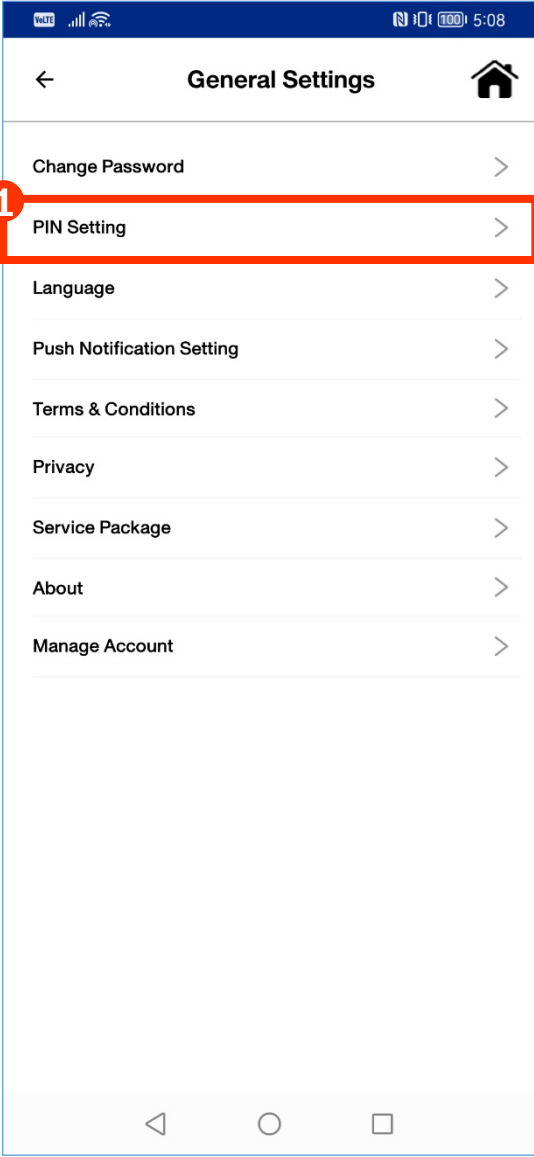 VoLTE 100 5:08
General Settings
Change Password
1
PIN Setting
Language
Push Notification Setting
Terms & Conditions
Privacy
Service Package
About
Manage Account